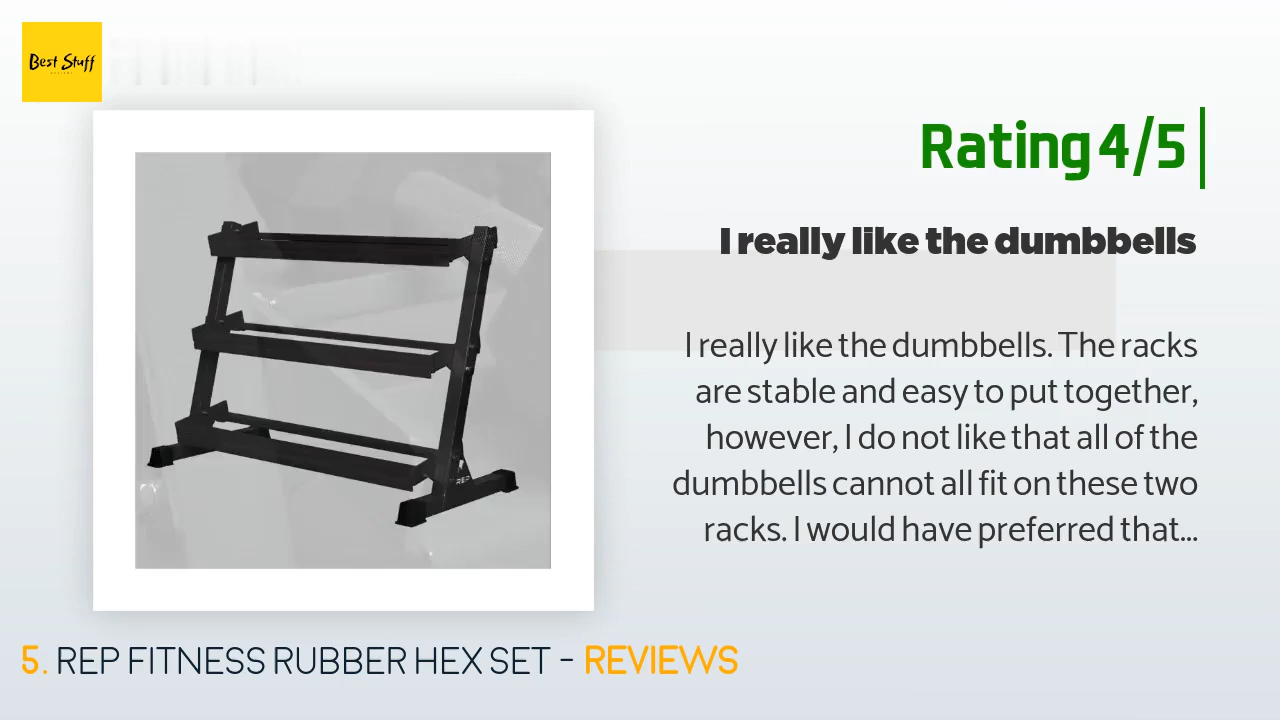 Best Stuff
Rating 4/5
I really like the dumbbells
I really like the dumbbells. The racks
are stable and easy to put together,
however, I do not like that all of the
dumbbells cannot all fit on these two
racks. I would have preferred that...
REP
5. REP FITNESS RUBBER HEX SET - REVIEWS